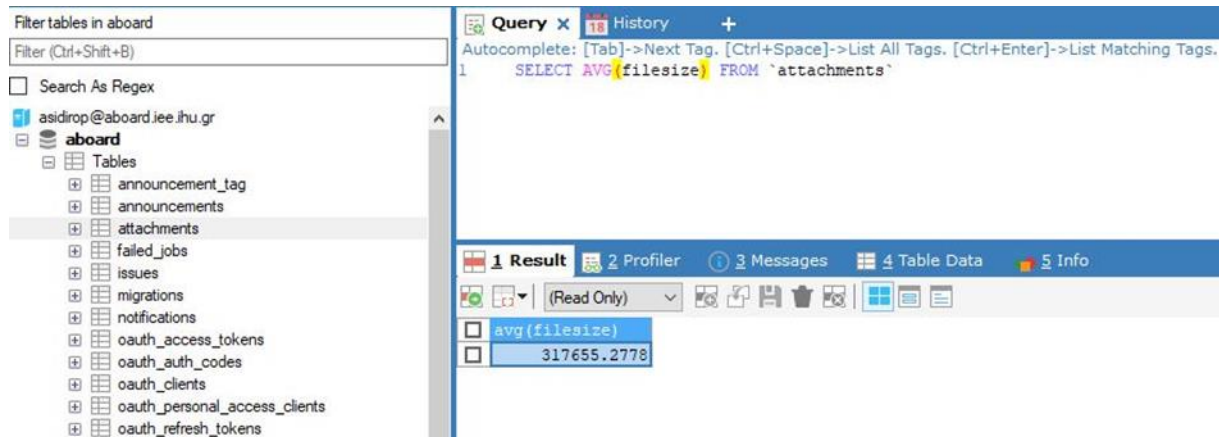 Filter tables in aboard
Filter (Ctrl+Shift+B)
Search As Regex
asidirop@aboard.iee.ihu.gr
aboard
Tables
announcement_tag
announcements
attachments
failed_jobs
issues
migrations
notifications
oauth_access_tokens
oauth_auth_codes
oauth_clients
oauth_personal_access_clients
oauth_refresh_tokens
Query x 18 History +
Autocomplete: [Tab]->Next Tag. [Ctrl+Space]->List All Tags. [Ctrl+Enter]->List Matching Tags.
1 SELECT AVG(filesize) FROM `attachments`
1 Result 2 Profiler 3 Messages 4 Table Data 5 Info
(Read Only)
avg(filesize)
317655.2778